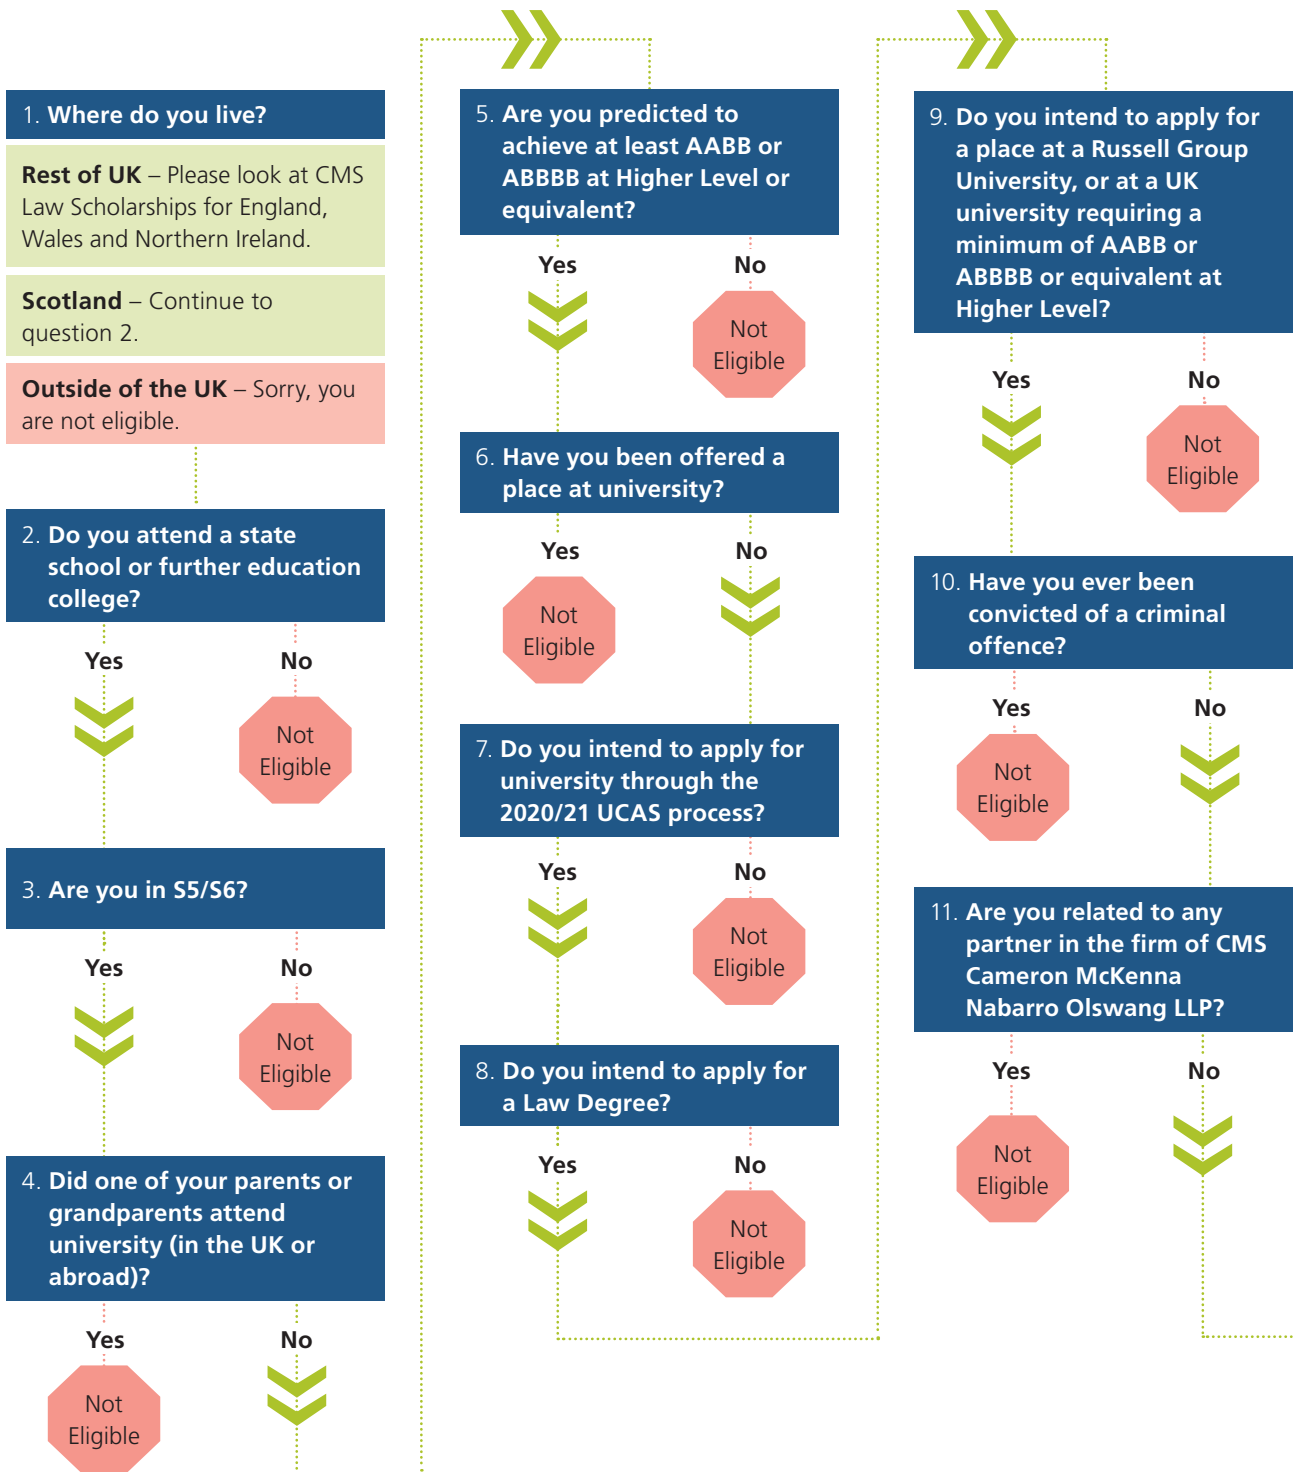 1. Where do you live?
Rest of UK – Please look at CMS
Law Scholarships for England,
Wales and Northern Ireland.
Scotland – Continue to
question 2.
Outside of the UK – Sorry, you
are not eligible.
2. Do you attend a state
school or further education
college?
Yes
No
Not
Eligible
3. Are you in S5/S6?
Yes
No
Not
Eligible
4. Did one of your parents or
grandparents attend
university (in the UK or
abroad)?
Yes
No
Not
Eligible
5. Are you predicted to
achieve at least AABB or
ABBBB at Higher Level or
equivalent?
Yes
No
Not
Eligible
6. Have you been offered a
place at university?
Yes
No
Not
Eligible
7. Do you intend to apply for
university through the
2020/21 UCAS process?
Yes
No
Not
Eligible
8. Do you intend to apply for
a Law Degree?
Yes
No
Not
Eligible
9. Do you intend to apply for
a place at a Russell Group
University, or at a UK
university requiring a
minimum of AABB or
ABBBB or equivalent at
Higher Level?
Yes
No
Not
Eligible
10. Have you ever been
convicted of a criminal
offence?
Yes
No
Not
Eligible
11. Are you related to any
partner in the firm of CMS
Cameron McKenna
Nabarro Olswang LLP?
Yes
No
Not
Eligible